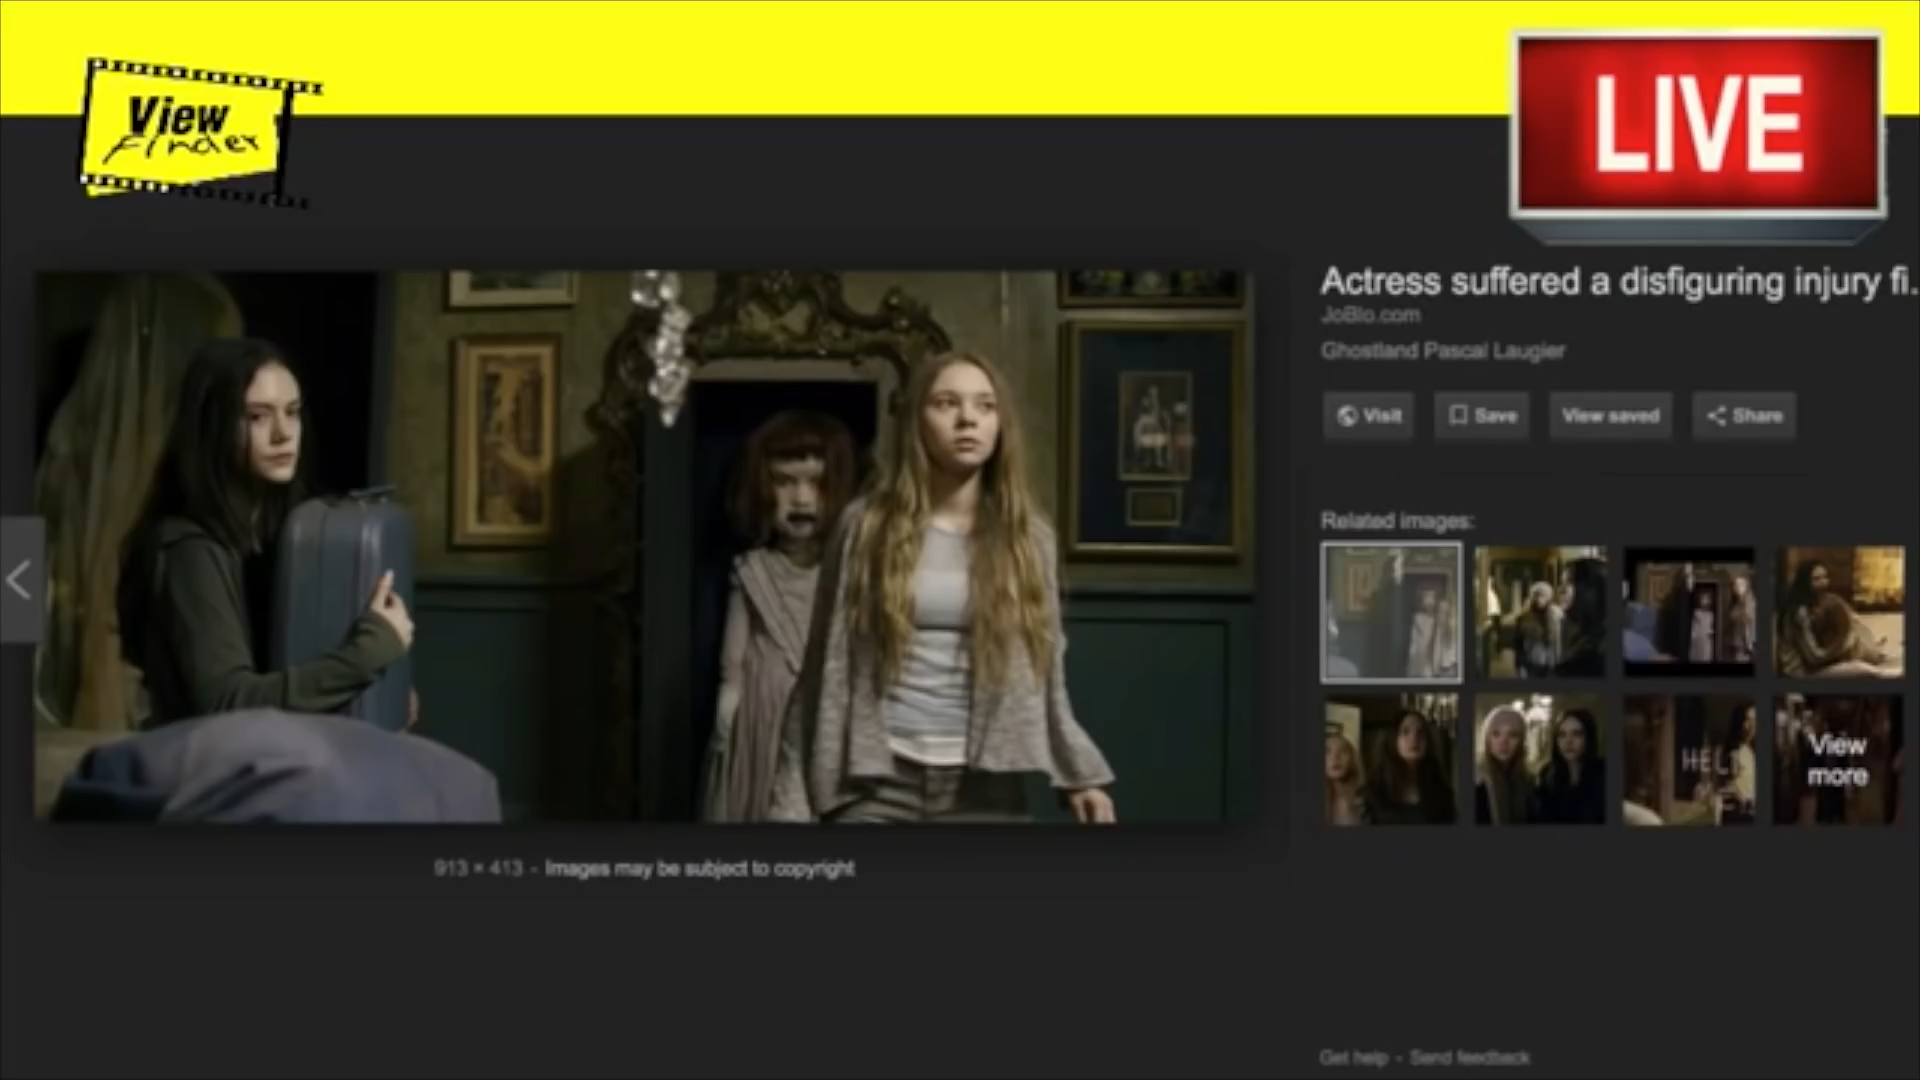 View
Finder
LIVE
Actress suffered a disfiguring injury fi..
JoBlo.com
Ghostland Pascal Laugier
Visit
Save
View saved
Share
Related images:
HEL
View
more
913 × 413 - Images may be subject to copyright
Get help - Send feedback